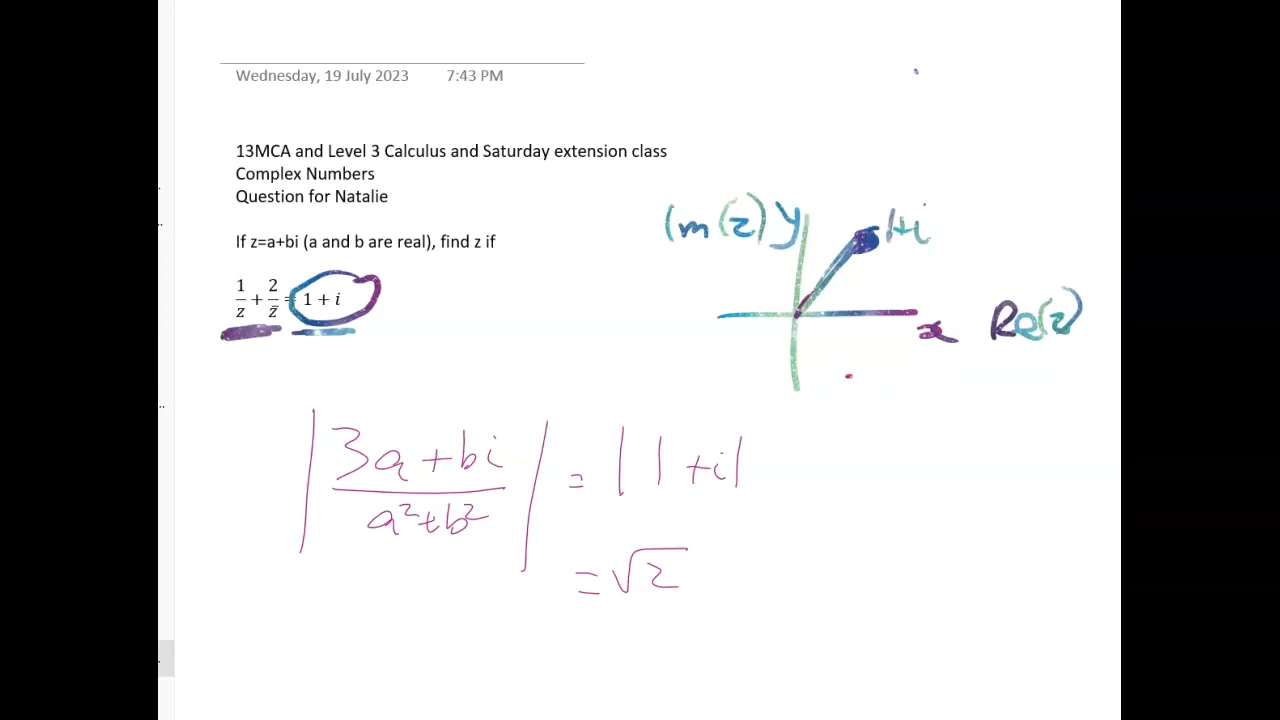 Wednesday, 19 July 2023 7:43 PM
13MCA and Level 3 Calculus and Saturday extension class
Complex Numbers
Question for Natalie
If z=a+bi (a and b are real), find z if
1/z + 2/z̄ = 1 + i
Im(z) y
1+i
x Re(z)
|(3a+bi)/(a²+b²)| = |1+i|
=√2